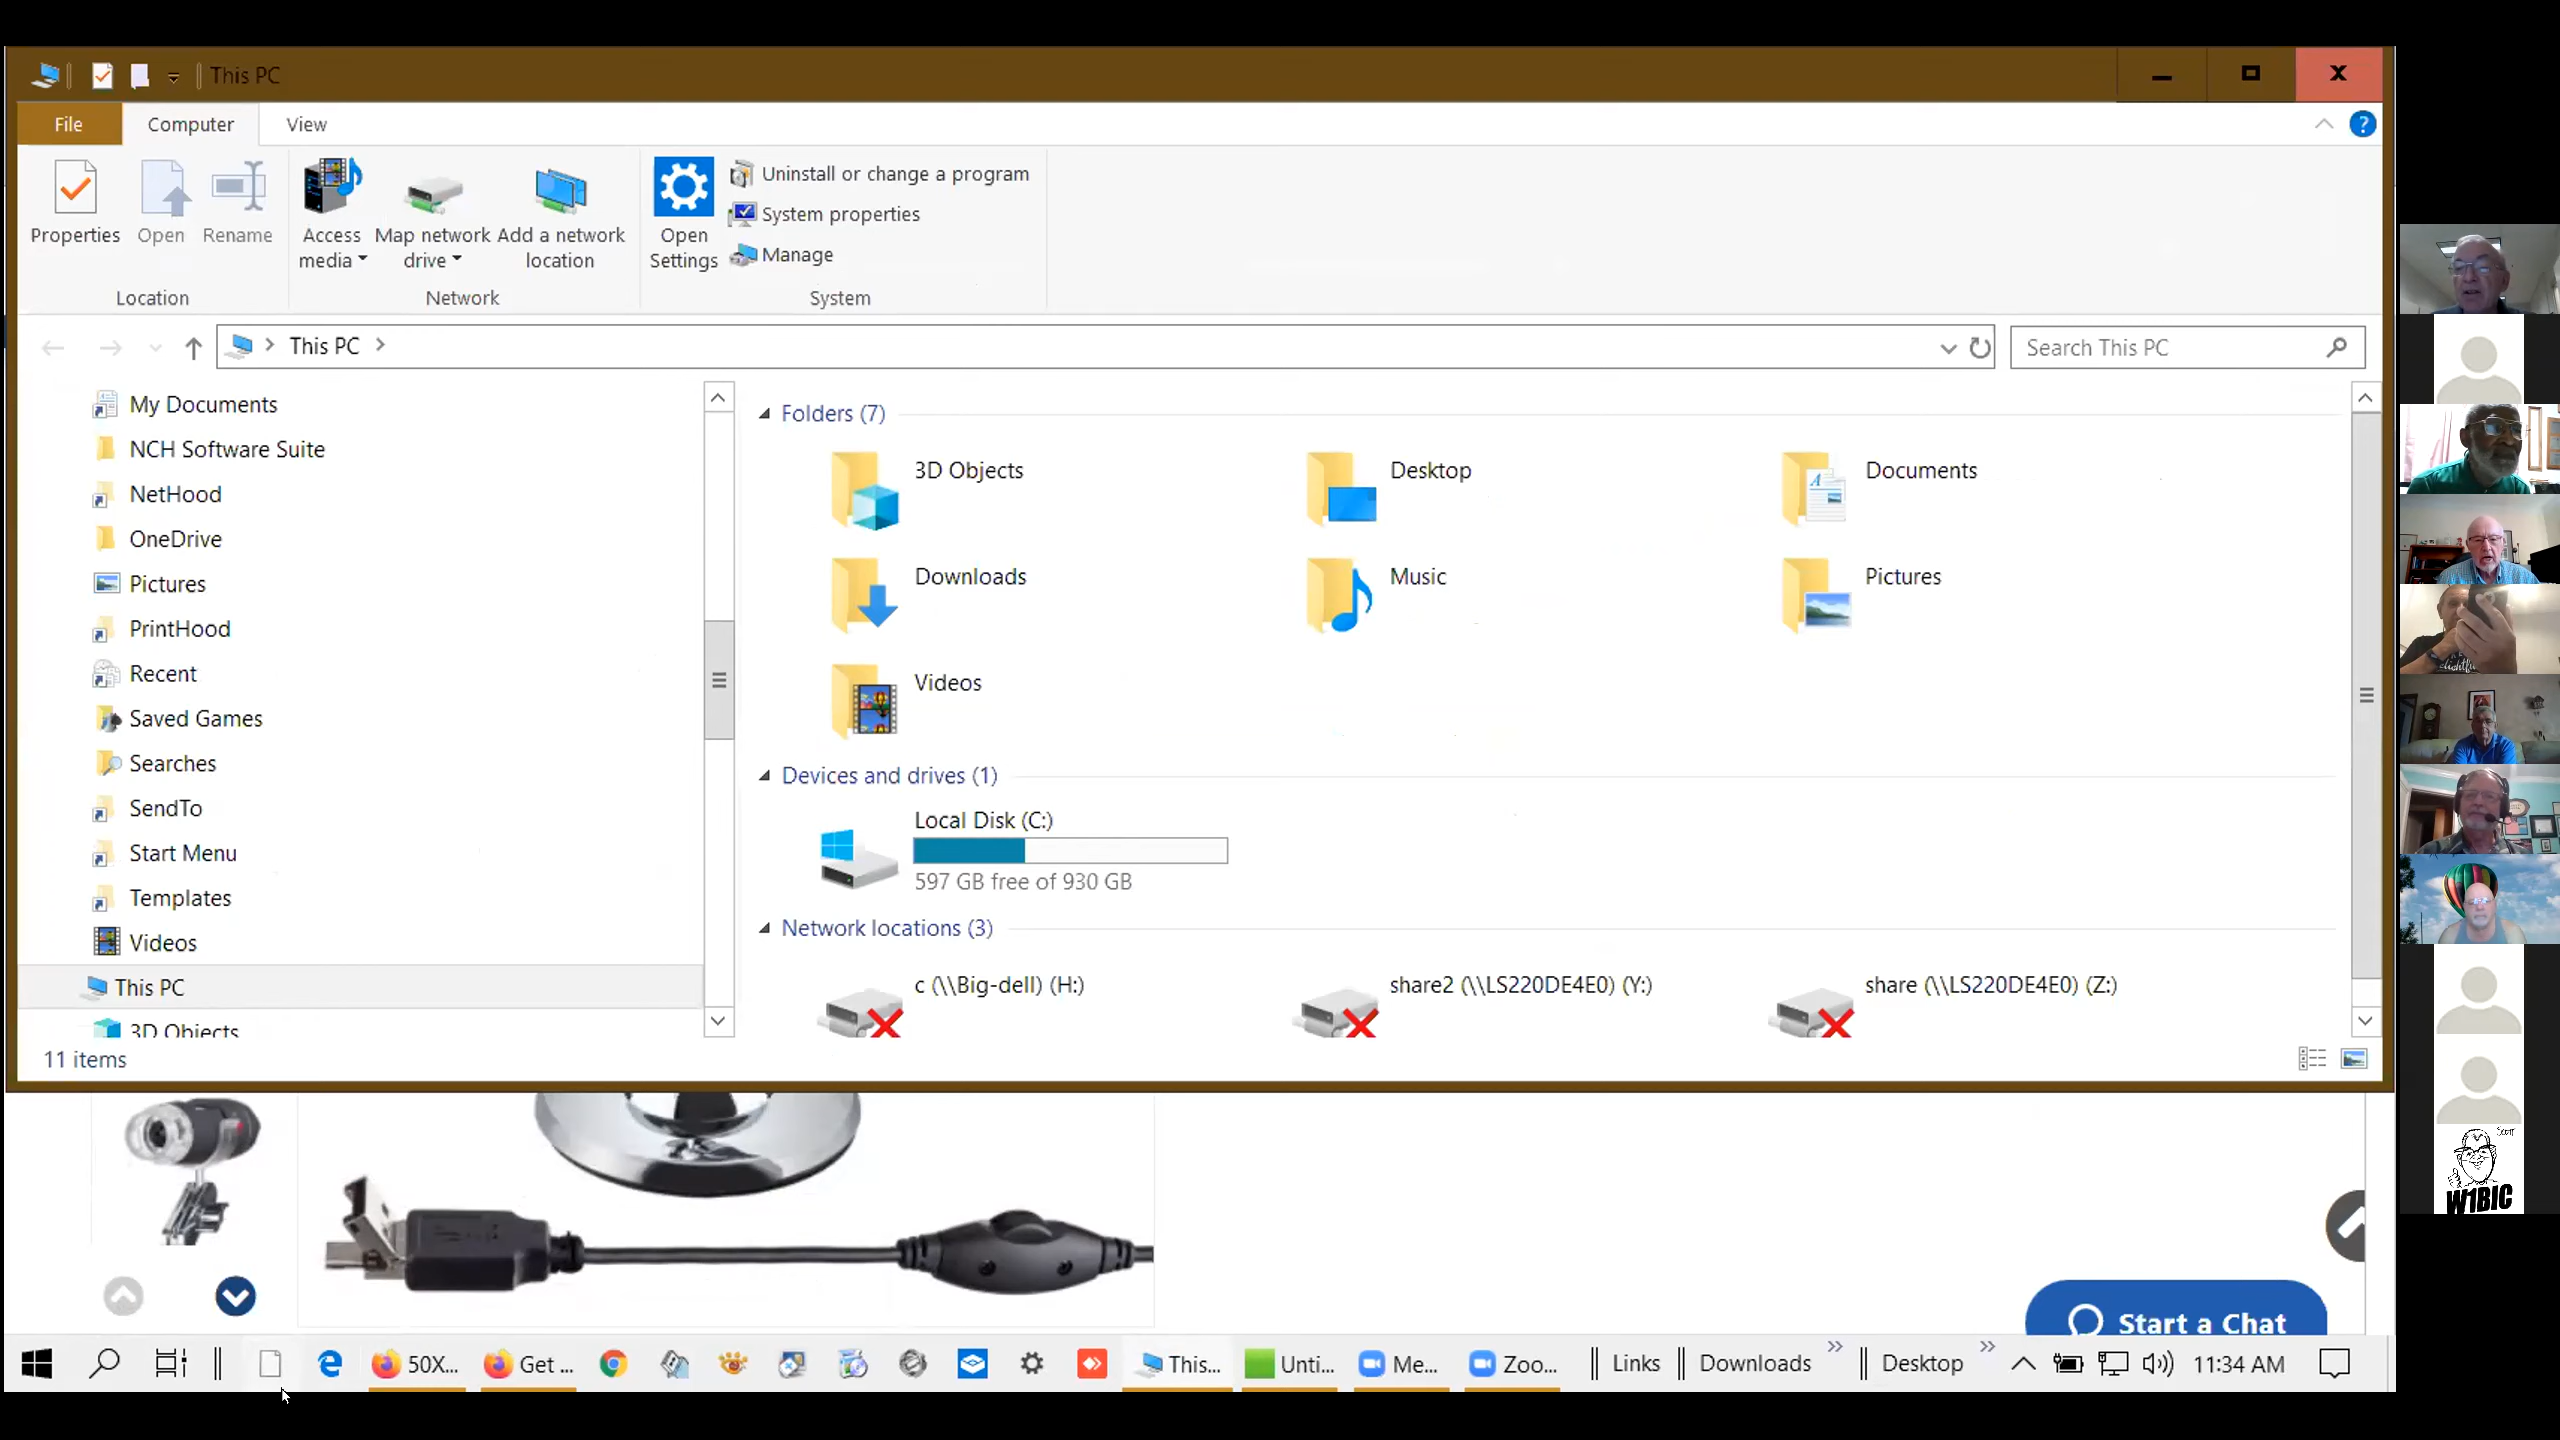 This PC
File
Computer
View
Properties
Open
Rename
Access
media
Map network
drive
Add a network
location
Open
Settings
Uninstall or change a program
System properties
Manage
Location
Network
System
This PC
Search This PC
My Documents
NCH Software Suite
NetHood
OneDrive
Pictures
PrintHood
Recent
Saved Games
Searches
SendTo
Start Menu
Templates
Videos
This PC
3D Objects
Folders (7)
3D Objects
Desktop
Documents
Downloads
Music
Pictures
Videos
Devices and drives (1)
Local Disk (C:)
597 GB free of 930 GB
Network locations (3)
c (\\Big-dell) (H:)
share2 (\\LS220DE4E0) (Y:)
share (\\LS220DE4E0) (Z:)
11 items
Start a Chat
50X...
Get ...
This...
Unti...
Me...
Zoo...
Links
Downloads
Desktop
11:34 AM
Scott
W1BIC